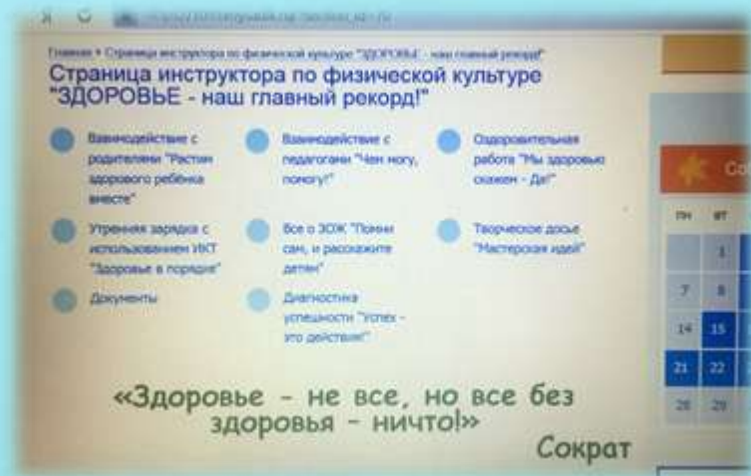 Главная • Страница инструктора по физической культуре "ЗДОРОВЬЕ - наш главный рекорд!"
Страница инструктора по физической культуре
"ЗДОРОВЬЕ - наш главный рекорд!"
Взаимодействие с
родителями "Растим
здорового ребёнка
вместе"
Взаимодействие с
педагогами "Чем могу,
помогу!"
Оздоровительная
работа "Мы здоровью
скажем - Да!"
Утренняя зарядка с
использованием ИКТ
"Здоровье в порядке"
Все о ЗОЖ "Помни
сам, и расскажите
детям"
Творческое досье
"Мастерская идей"
Документы
Диагностика
успешности "Успех -
это действие!"
«Здоровье - не все, но все без
здоровья - ничто!»
Сократ
пн вт
1
7 8
14 15
21 22
28 29